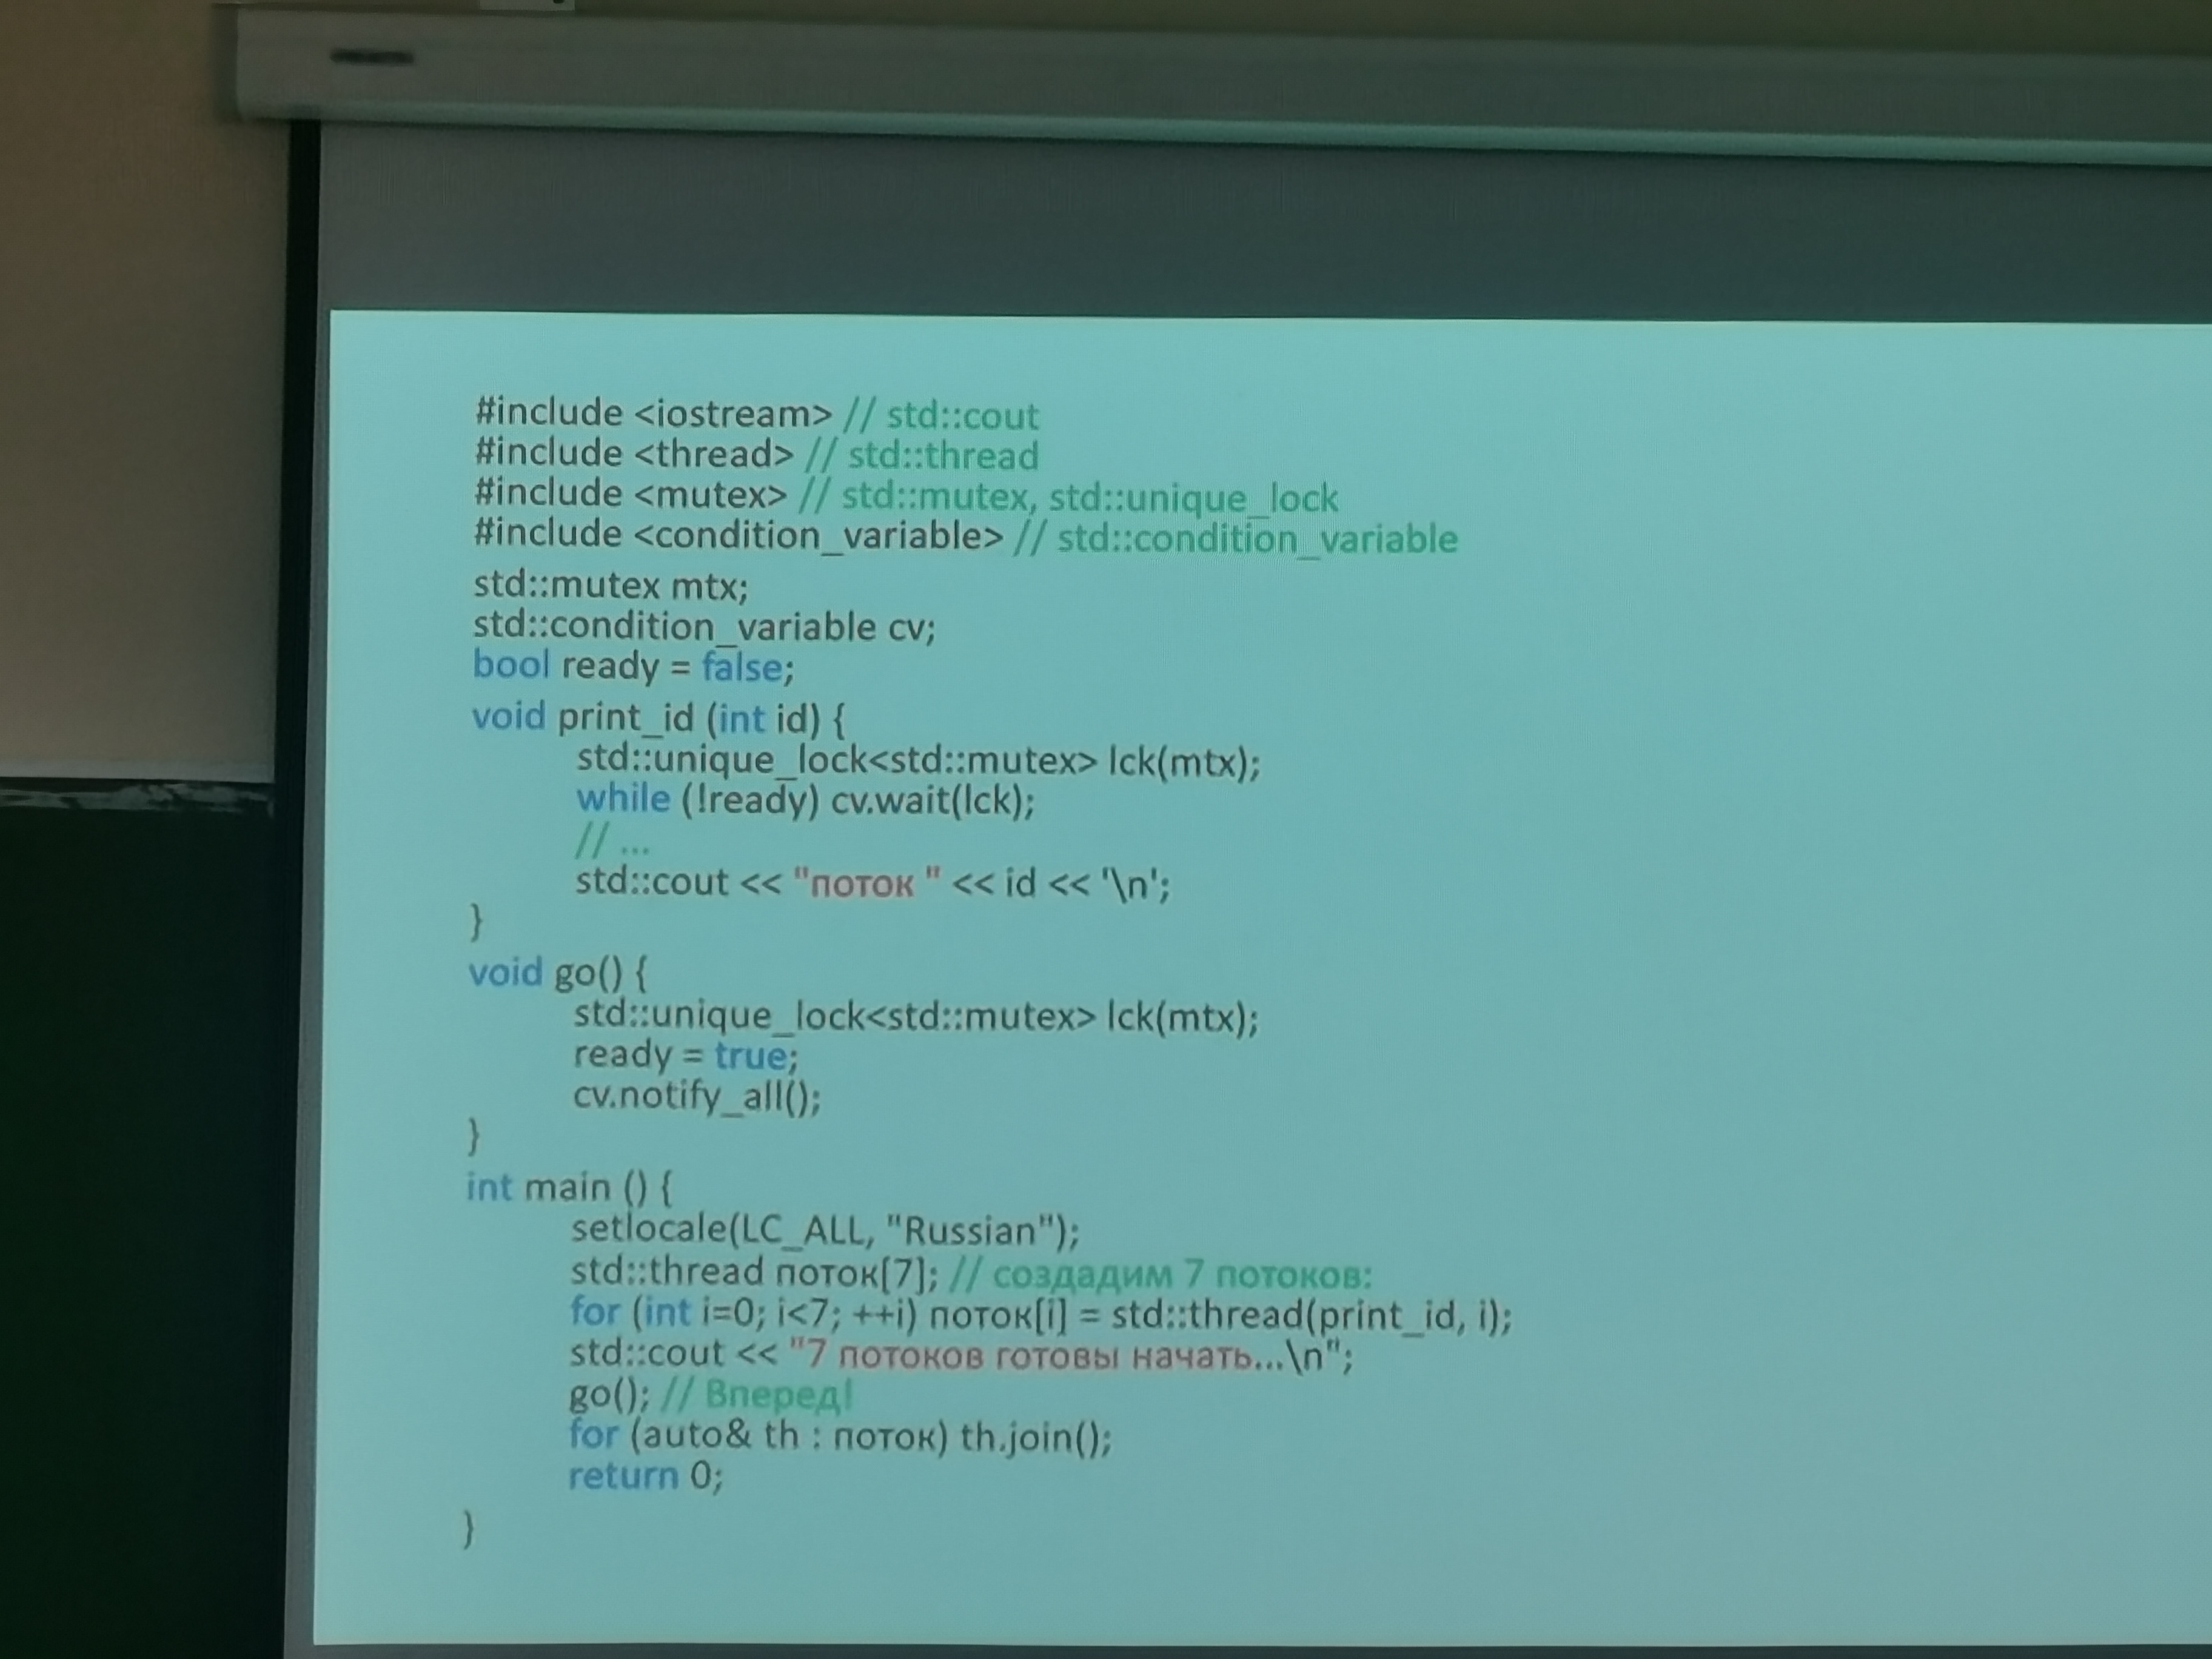 #include <iostream> // std::cout
#include <thread> // std::thread
#include <mutex> // std::mutex, std::unique_lock
#include <condition_variable> // std::condition_variable
std::mutex mtx;
std::condition_variable cv;
bool ready = false;
void print_id (int id) {
std::unique_lock<std::mutex> lck(mtx);
while (!ready) cv.wait(lck);
// ...
std::cout << "поток " << id << '\n';
}
void go() {
std::unique_lock<std::mutex> lck(mtx);
ready = true;
cv.notify_all();
}
int main () {
setlocale(LC_ALL, "Russian");
std::thread поток[7]; // создадим 7 потоков:
for (int i=0; i<7; ++i) поток[i] = std::thread(print_id, i);
std::cout << "7 потоков готовы начать...\n";
go(); // Вперед!
for (auto& th : поток) th.join();
return 0;
}